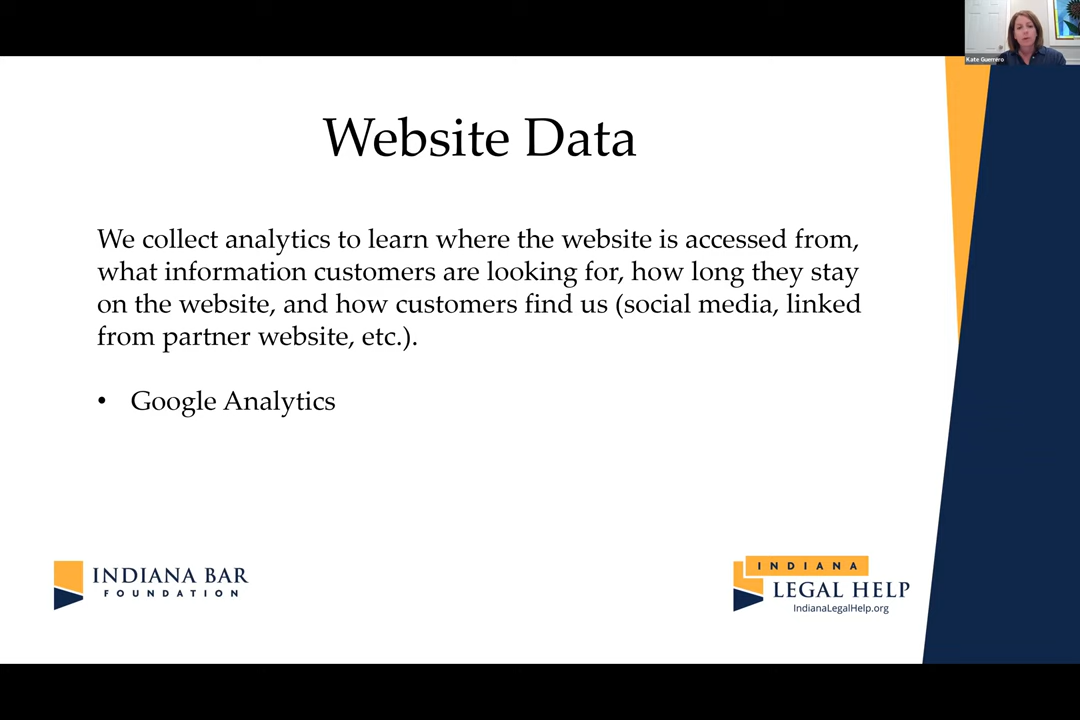 Kate Guerrero
Website Data
We collect analytics to learn where the website is accessed from,
what information customers are looking for, how long they stay
on the website, and how customers find us (social media, linked
from partner website, etc.).
• Google Analytics
INDIANA BAR
FOUNDATION
INDIANA
LEGAL HELP
IndianaLegalHelp.org